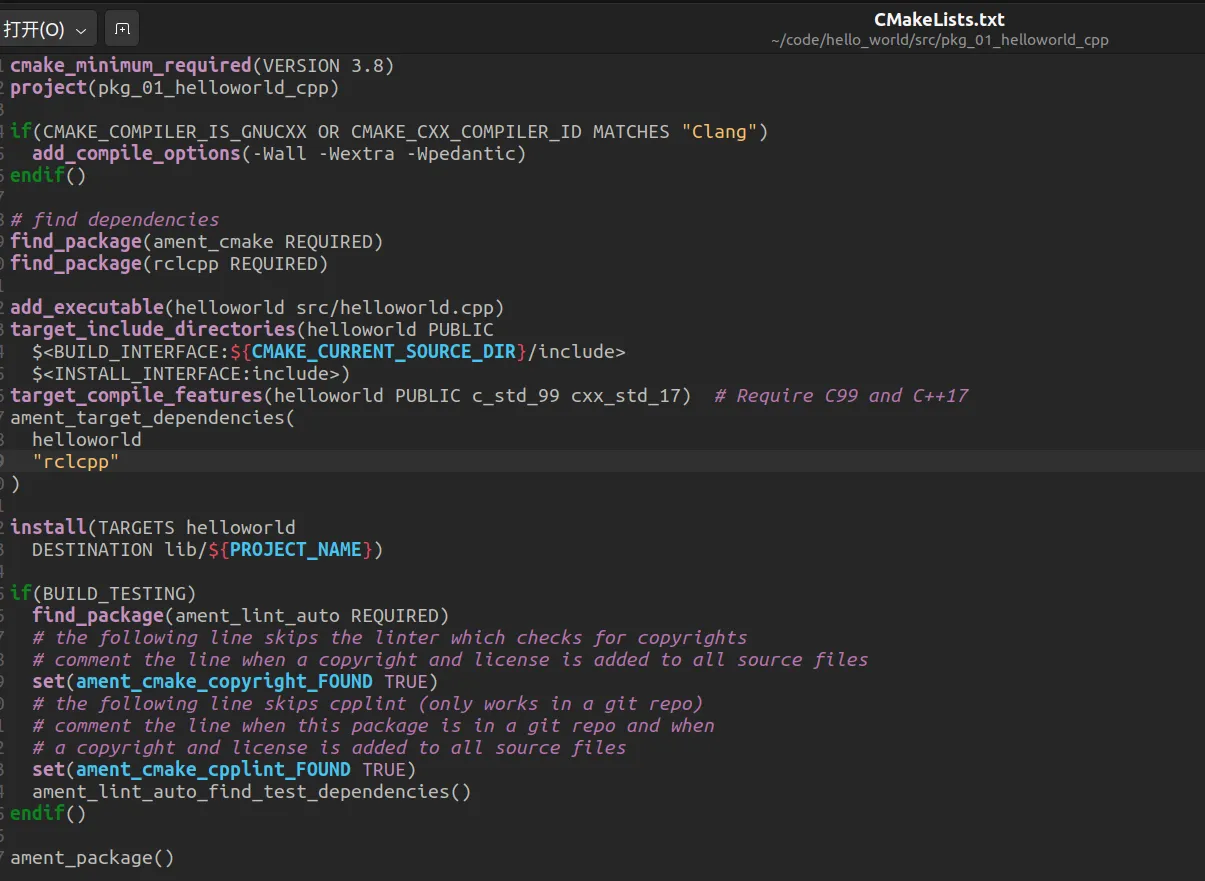 打开(O)
CMakeLists.txt
~/code/hello_world/src/pkg_01_helloworld_cpp
cmake_minimum_required(VERSION 3.8)
project(pkg_01_helloworld_cpp)
if(CMAKE_COMPILER_IS_GNUCXX OR CMAKE_CXX_COMPILER_ID MATCHES "Clang")
  add_compile_options(-Wall -Wextra -Wpedantic)
endif()
# find dependencies
find_package(ament_cmake REQUIRED)
find_package(rclcpp REQUIRED)
add_executable(helloworld src/helloworld.cpp)
target_include_directories(helloworld PUBLIC
  $<BUILD_INTERFACE:${CMAKE_CURRENT_SOURCE_DIR}/include>
  $<INSTALL_INTERFACE:include>)
target_compile_features(helloworld PUBLIC c_std_99 cxx_std_17)  # Require C99 and C++17
ament_target_dependencies(
  helloworld
  "rclcpp"
)
install(TARGETS helloworld
  DESTINATION lib/${PROJECT_NAME})
if(BUILD_TESTING)
  find_package(ament_lint_auto REQUIRED)
  # the following line skips the linter which checks for copyrights
  # comment the line when a copyright and license is added to all source files
  set(ament_cmake_copyright_FOUND TRUE)
  # the following line skips cpplint (only works in a git repo)
  # comment the line when this package is in a git repo and when
  # a copyright and license is added to all source files
  set(ament_cmake_cpplint_FOUND TRUE)
  ament_lint_auto_find_test_dependencies()
endif()
ament_package()